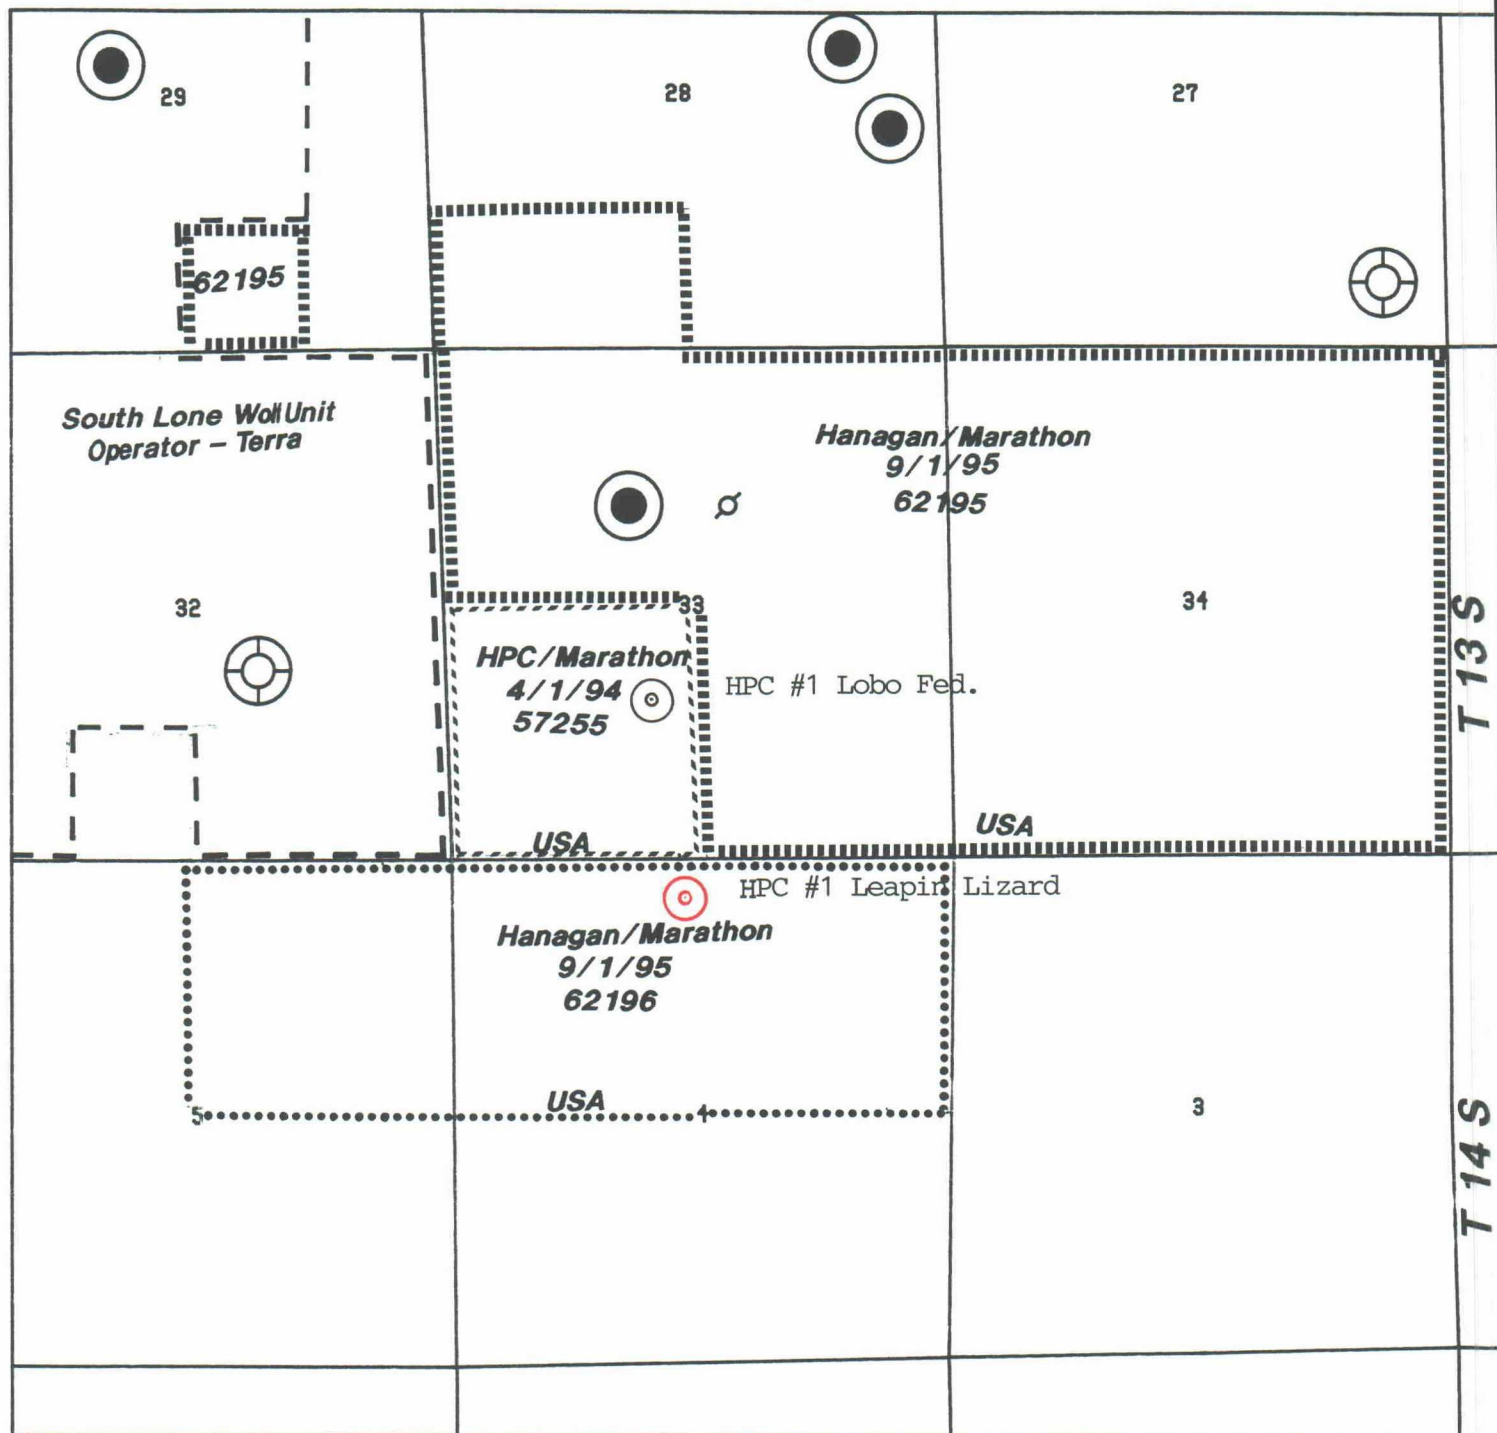 29
28
27
62195
South Lone Wolf Unit
Operator – Terra
Hanagan/Marathon
9/1/95
62195
32
33
34
HPC/Marathon
4/1/94
57255
HPC #1 Lobo Fed.
T 13 S
USA
USA
HPC #1 Leapin Lizard
Hanagan/Marathon
9/1/95
62196
USA
5
4
3
T 14 S